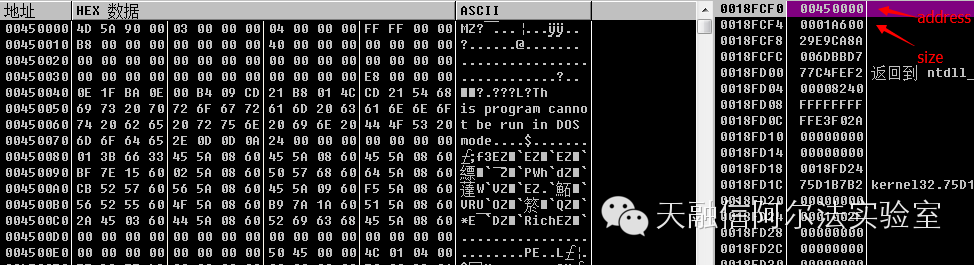 地址 HEX 数据 ASCII
00450000 4D 5A 90 00 03 00 00 00 04 00 00 00 FF FF 00 00 MZ?
00450010 B8 00 00 00 00 00 00 00 40 00 00 00 00 00 00 00 ?.......@.......
00450020 00 00 00 00 00 00 00 00 00 00 00 00 00 00 00 00 ................
00450030 00 00 00 00 00 00 00 00 00 00 00 00 E8 00 00 00 ............?..
00450040 0E 1F BA 0E 00 B4 09 CD 21 B8 01 4C CD 21 54 68 ?.???L?Th
00450050 69 73 20 70 72 6F 67 72 61 6D 20 63 61 6E 6E 6F is program canno
00450060 74 20 62 65 20 72 75 6E 20 69 6E 20 44 4F 53 20 t be run in DOS
00450070 6D 6F 64 65 2E 0D 0D 0A 24 00 00 00 00 00 00 00 mode....$.......
00450080 01 3B 66 33 45 5A 08 60 45 5A 08 60 45 5A 08 60
00450090 BF 7E 15 60 02 5A 08 60 50 57 68 60 64 5A 08 60
004500A0 CB 52 57 60 56 5A 08 60 45 5A 09 60 F5 5A 08 60
004500B0 56 52 55 60 4F 5A 08 60 B9 7A 1A 60 51 5A 08 60
004500C0 2A 45 03 60 44 5A 08 60 52 69 63 68 45 5A 08 60
004500D0 00 00 00 00 00 00 00 00 00 00 00 00 00 00 00 00 ................
004500E0 00 00 00 00 00 00 00 00 50 45 00 00 4C 01 04 00 ........PE..L
0018FCF0 00450000 address
0018FCF4 0001A600
0018FCF8 29E9CA8A
0018FCFC 006DBBD7 size
0018FD00 77C4FEF2 返回到 ntdll_
0018FD04 00008240
0018FD08 FFFFFFFF
0018FD0C FFE3F02A
0018FD10 00000000
0018FD14 00000000
0018FD18 0018FD24
0018FD1C 75D1B7B2 kernel32.75D1
天融信阿尔法实验室
0018FD28 00000000
0018FD2C 00000000
0018FD30 00000000